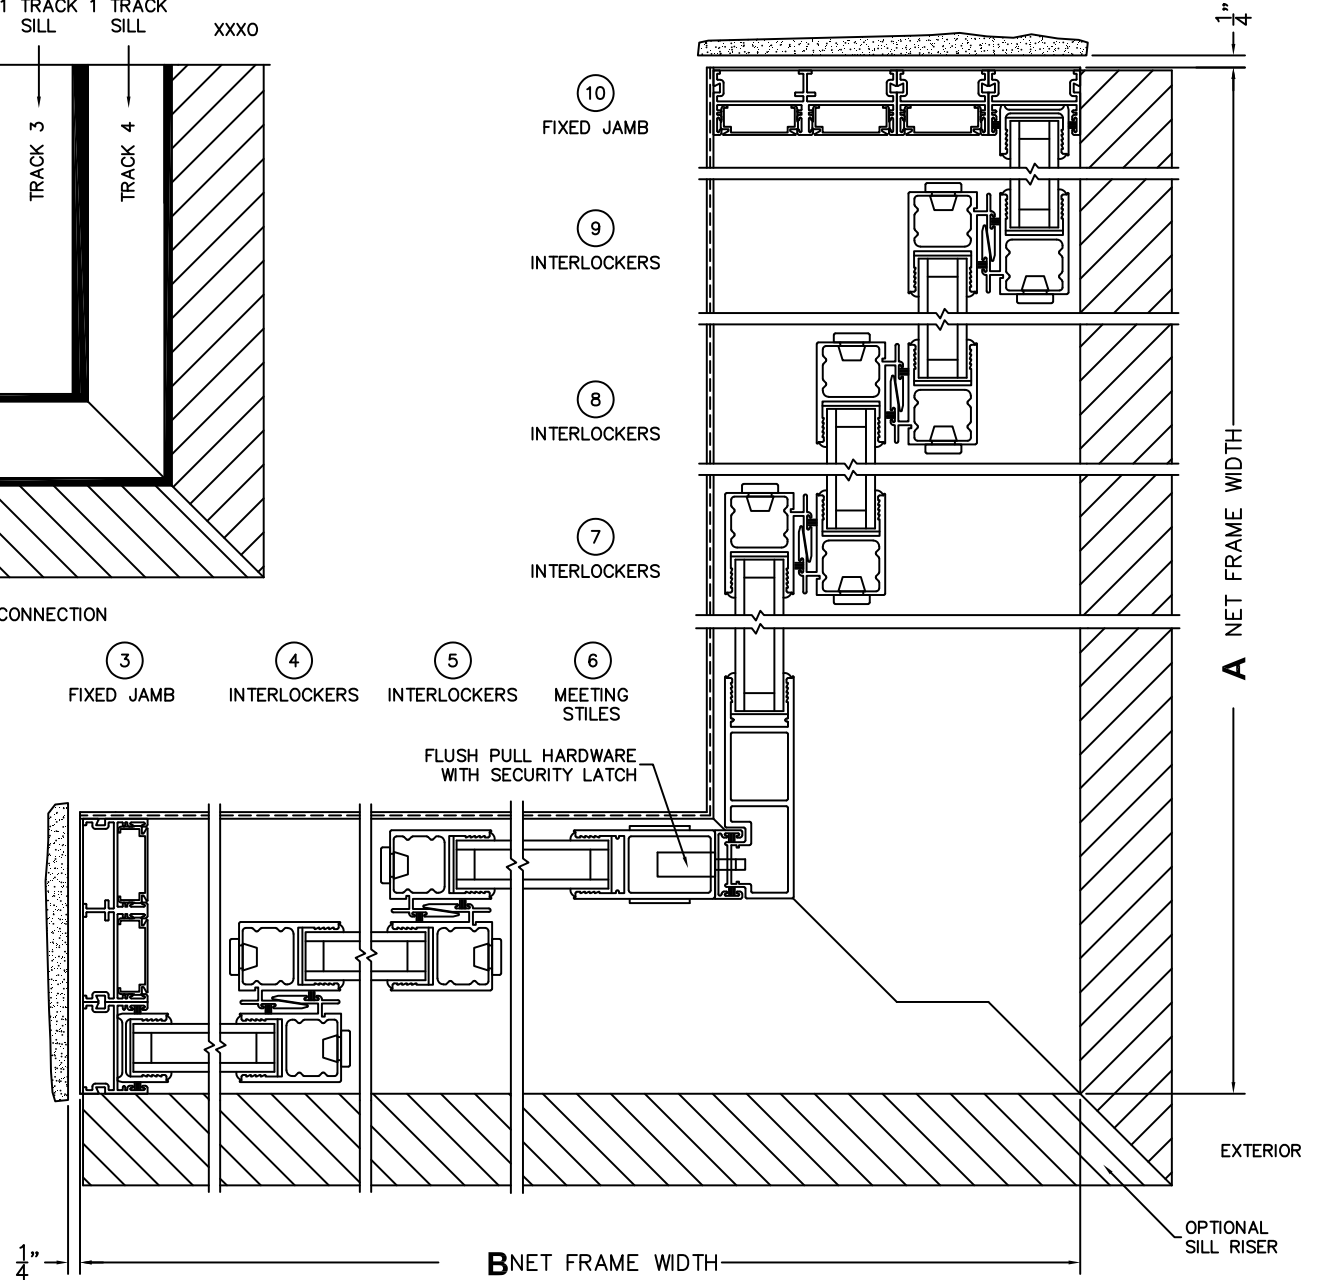 1 TRACK 1 TRACK
SILL SILL
XXXO
TRACK 3
TRACK 4
CONNECTION
1/4"
10
FIXED JAMB
9
INTERLOCKERS
8
INTERLOCKERS
7
INTERLOCKERS
A NET FRAME WIDTH
3
FIXED JAMB
4
INTERLOCKERS
5
INTERLOCKERS
6
MEETING
STILES
FLUSH PULL HARDWARE
WITH SECURITY LATCH
EXTERIOR
OPTIONAL
SILL RISER
1/4"
B NET FRAME WIDTH